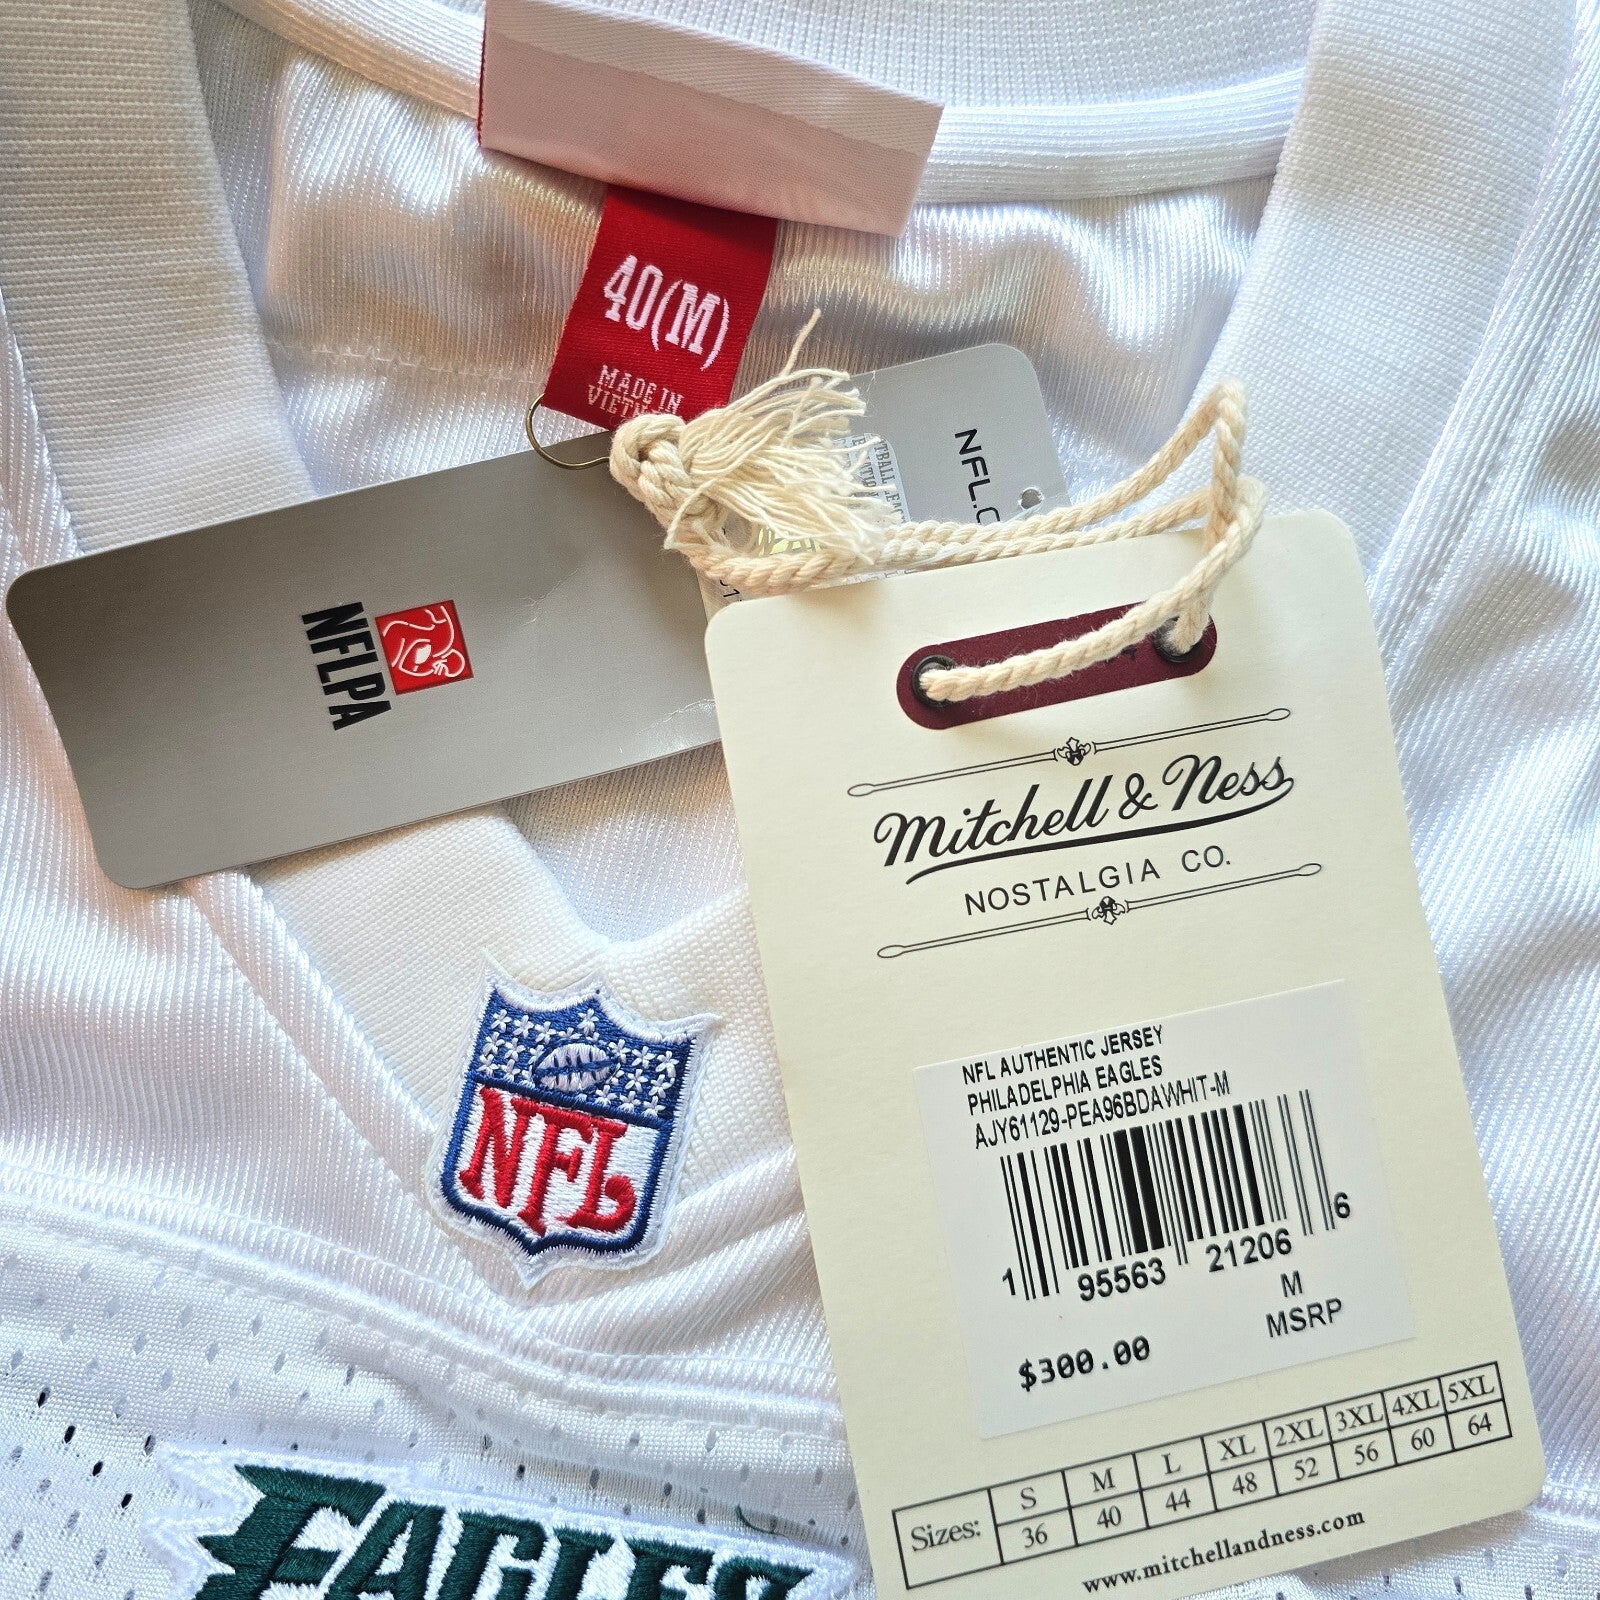 40(M)
MADE IN
NFL
NFLPA
Mitchell & Ness
NOSTALGIA CO.
NFL AUTHENTIC JERSEY
PHILADELPHIA EAGLES
AJY61129-PEA96BDAWHIT-M
1 95563 21206 6
M
$300.00 MSRP
Sizes: S M L XL 2XL 3XL 4XL 5XL
36 40 44 48 52 56 60 64
www.mitchellandness.com
NFL
EAGLES